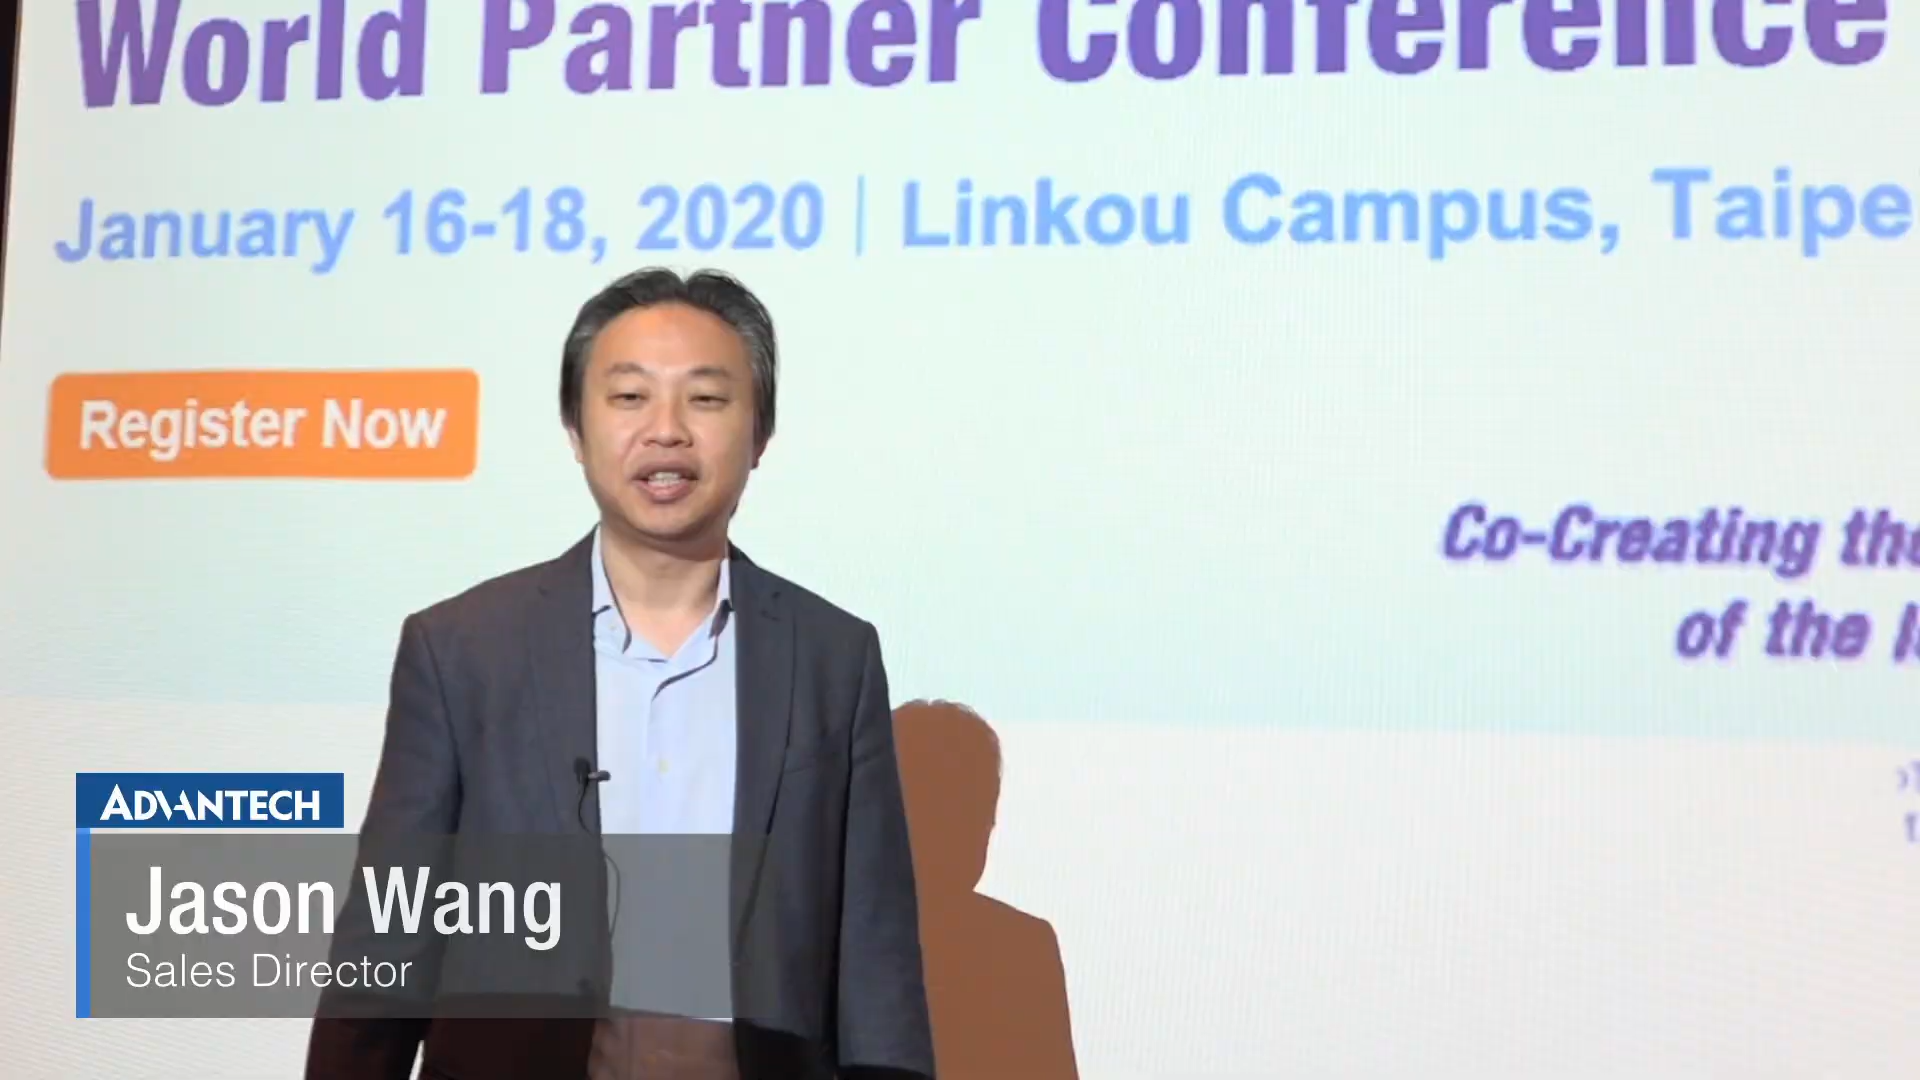 World Partner Conference
January 16-18, 2020 | Linkou Campus, Taipe
Register Now
Co-Creating the
of the
ADVANTECH
Jason Wang
Sales Director